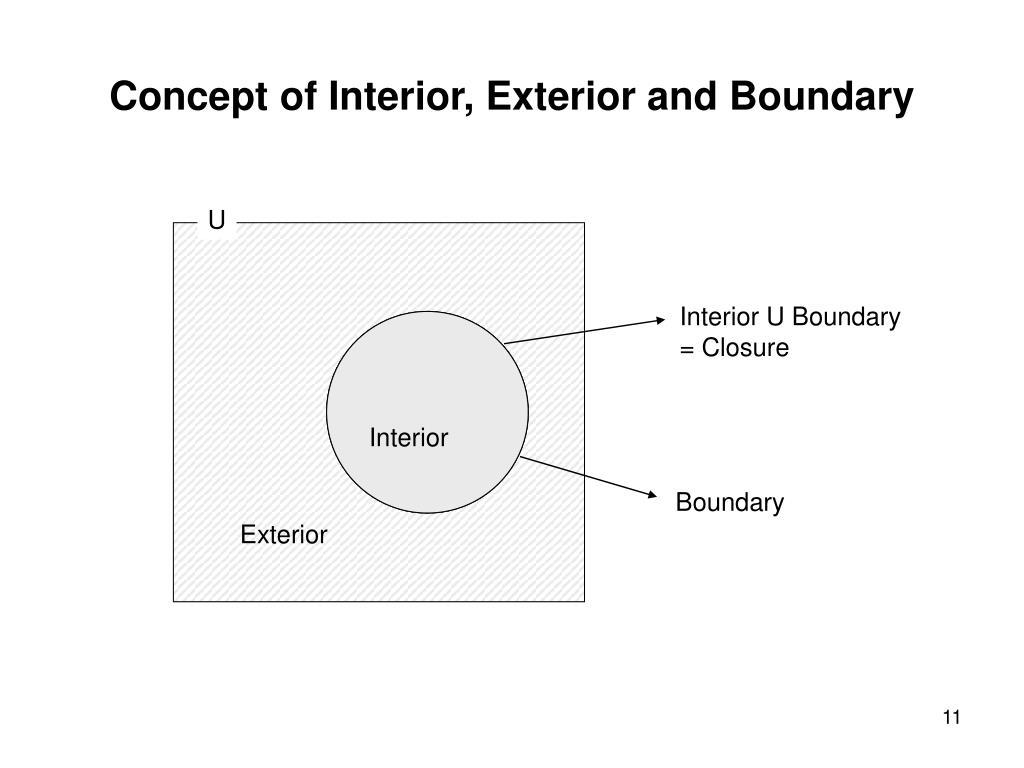 Concept of Interior, Exterior and Boundary
U
Interior U Boundary
= Closure
Interior
Boundary
Exterior
11